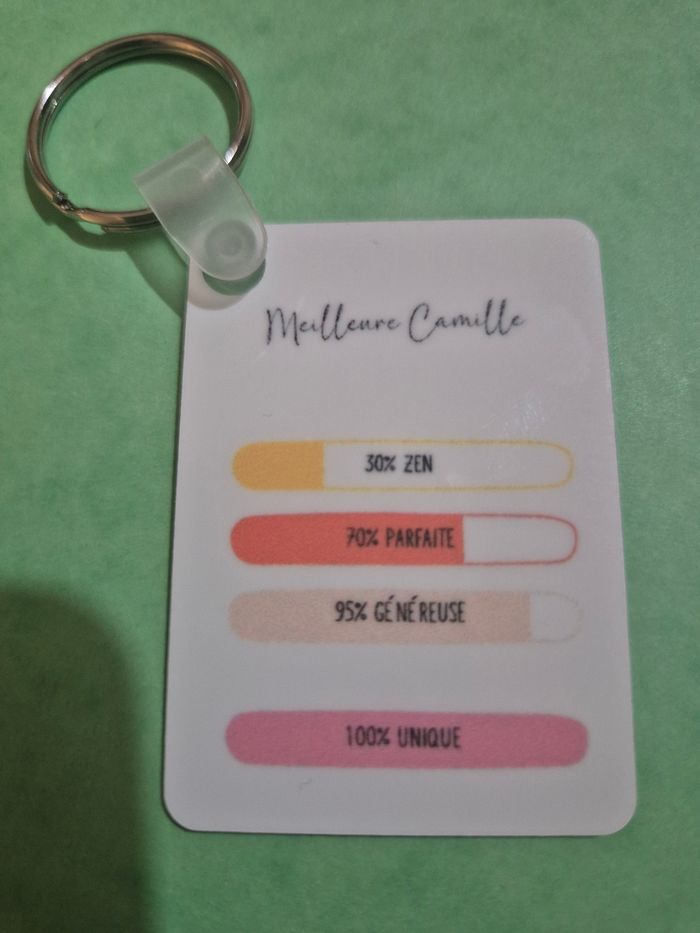 Meilleure Camille
30% ZEN
70% PARFAITE
95% GÉNÉREUSE
100% UNIQUE